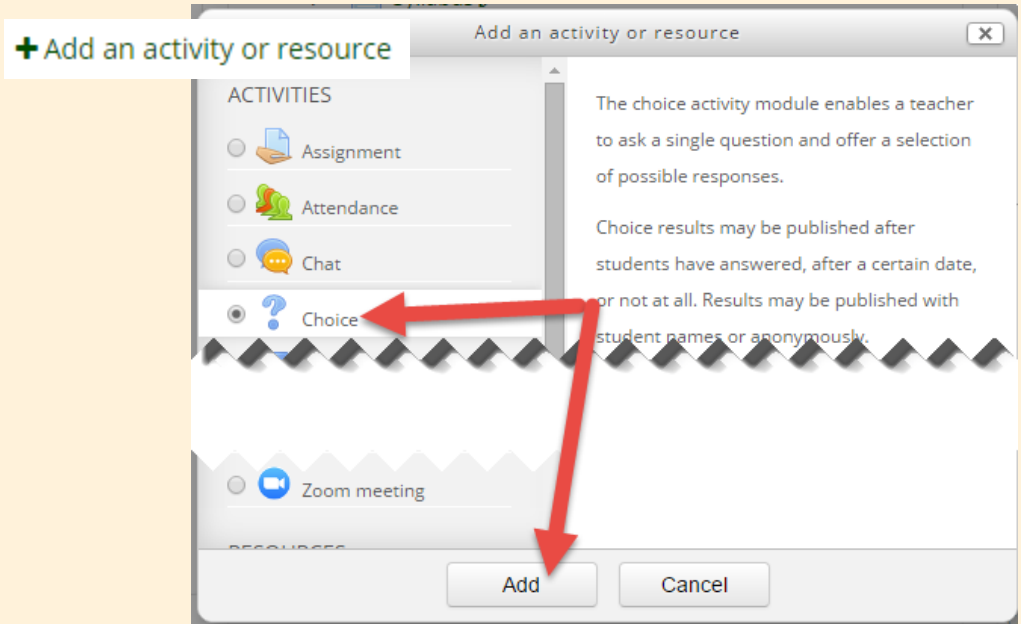 Syllabus
Add an activity or resource
+ Add an activity or resource
ACTIVITIES
Assignment
Attendance
Chat
Choice
The choice activity module enables a teacher
to ask a single question and offer a selection
of possible responses.
Choice results may be published after
students have answered, after a certain date,
or not at all. Results may be published with
student names or anonymously.
Zoom meeting
RESOURCES
Add
Cancel